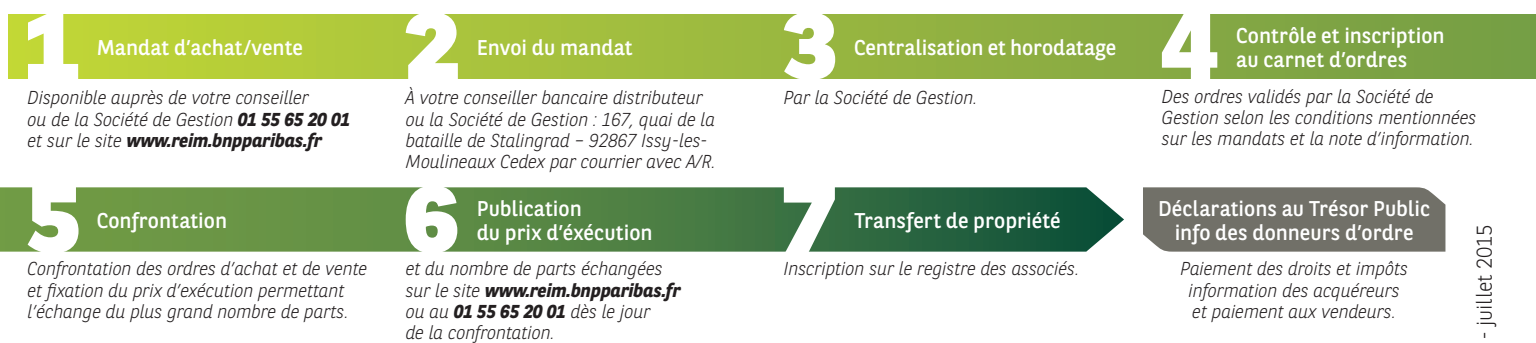 1 Mandat d'achat/vente
Disponible auprès de votre conseiller
ou de la Société de Gestion 01 55 65 20 01
et sur le site www.reim.bnpparibas.fr
2 Envoi du mandat
À votre conseiller bancaire distributeur
ou la Société de Gestion : 167, quai de la
bataille de Stalingrad – 92867 Issy-les-
Moulineaux Cedex par courrier avec A/R.
3 Centralisation et horodatage
Par la Société de Gestion.
4 Contrôle et inscription
au carnet d'ordres
Des ordres validés par la Société de
Gestion selon les conditions mentionnées
sur les mandats et la note d'information.
5 Confrontation
Confrontation des ordres d'achat et de vente
et fixation du prix d'exécution permettant
l'échange du plus grand nombre de parts.
6 Publication
du prix d'éxécution
et du nombre de parts échangées
sur le site www.reim.bnpparibas.fr
ou au 01 55 65 20 01 dès le jour
de la confrontation.
7 Transfert de propriété
Inscription sur le registre des associés.
Déclarations au Trésor Public
info des donneurs d'ordre
Paiement des droits et impôts
information des acquéreurs
et paiement aux vendeurs.
- juillet 2015